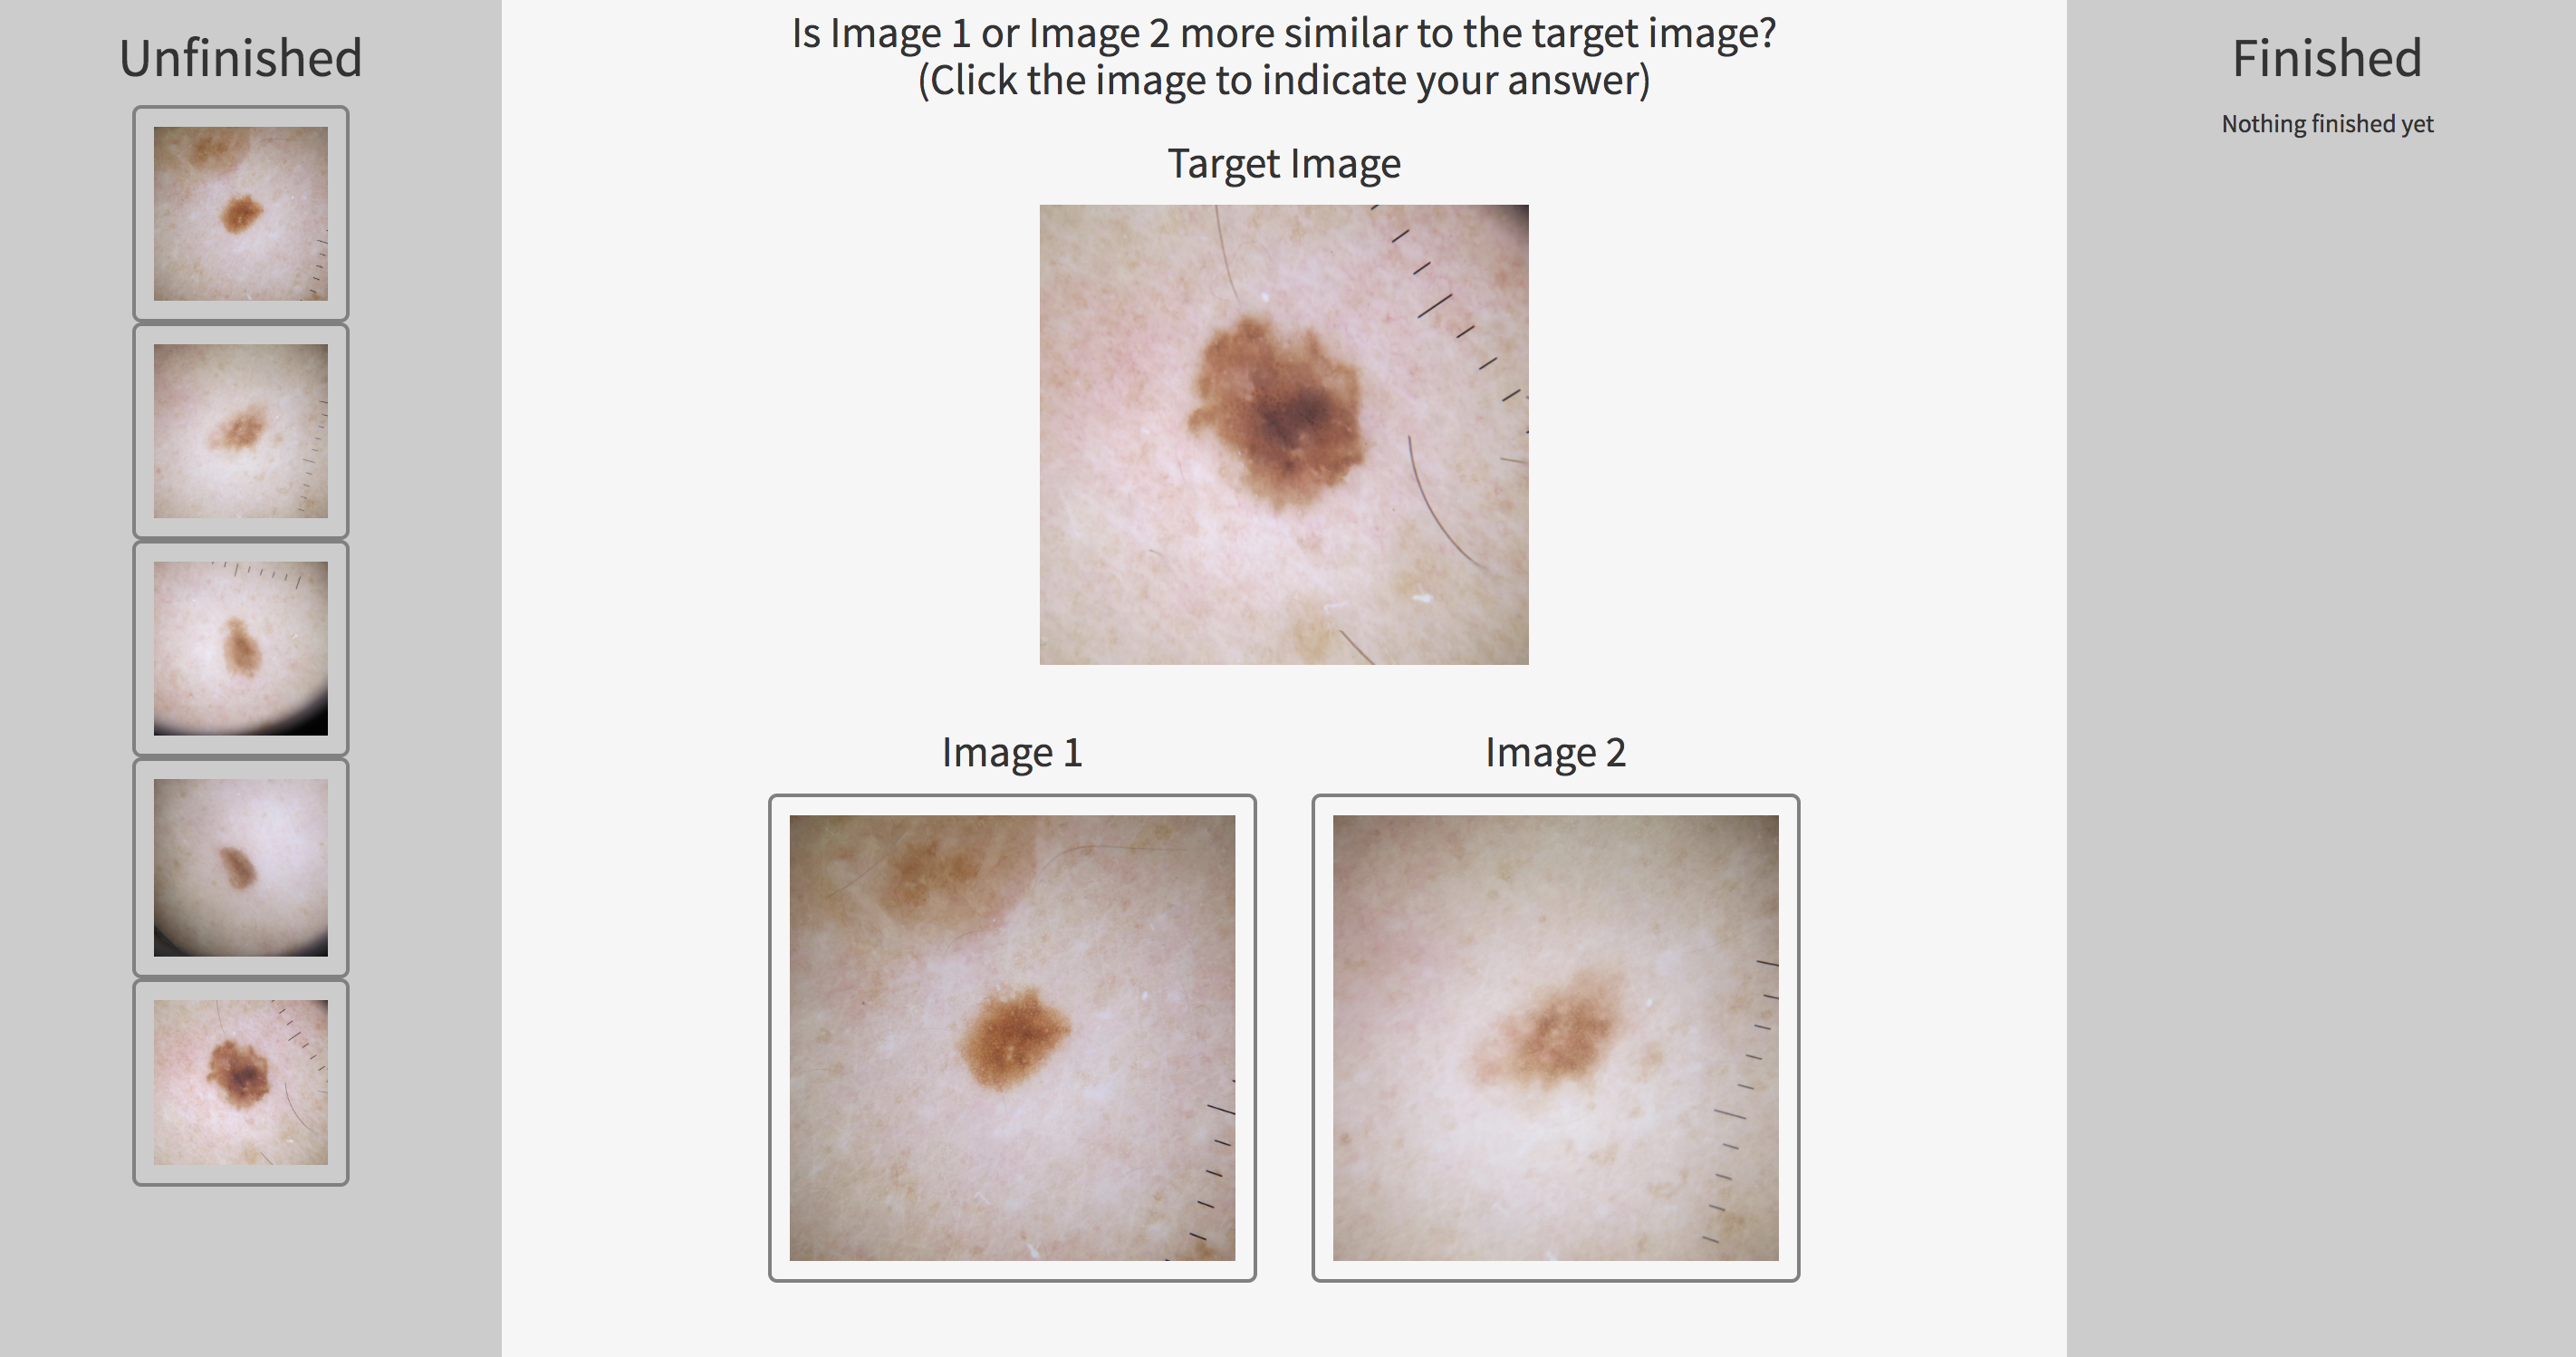 Unfinished
Is Image 1 or Image 2 more similar to the target image?
(Click the image to indicate your answer)
Target Image
Image 1
Image 2
Finished
Nothing finished yet